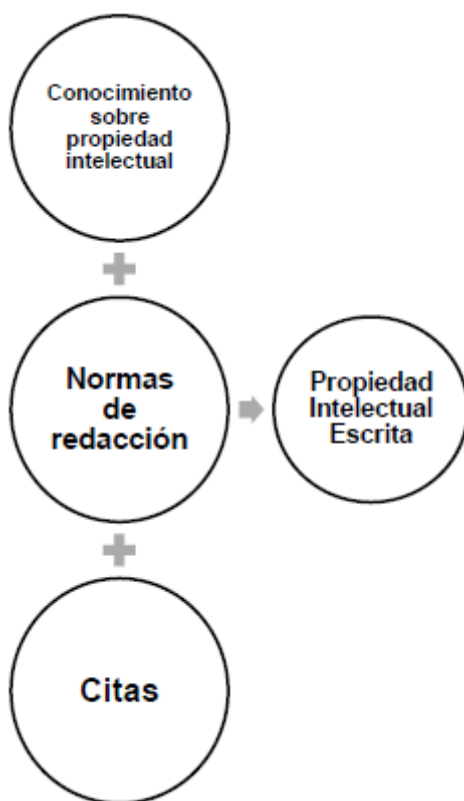 Conocimiento
sobre
propiedad
intelectual
Normas
de
redacción
Propiedad
Intelectual
Escrita
Citas